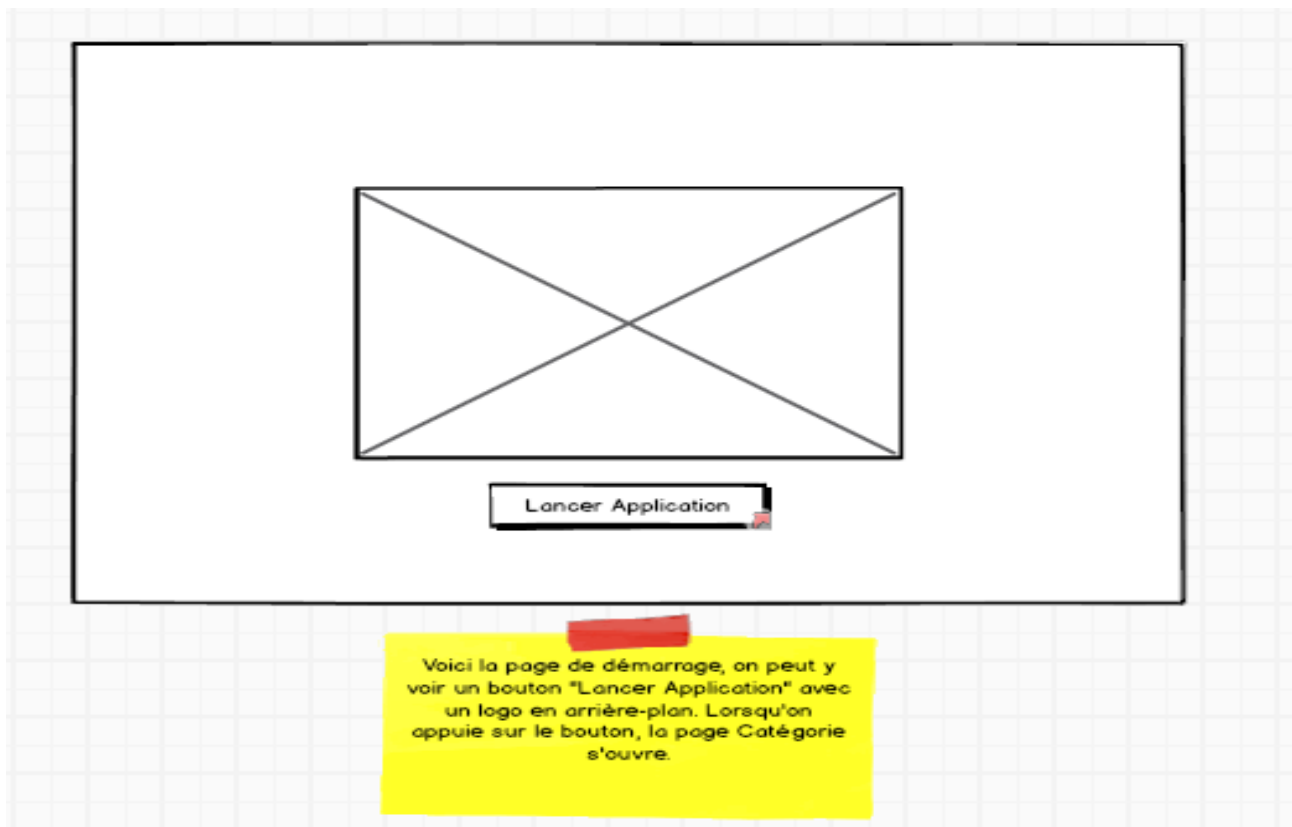 Lancer Application
Voici la page de démarrage, on peut y
voir un bouton "Lancer Application" avec
un logo en arrière-plan. Lorsqu'on
appuie sur le bouton, la page Catégorie
s'ouvre.